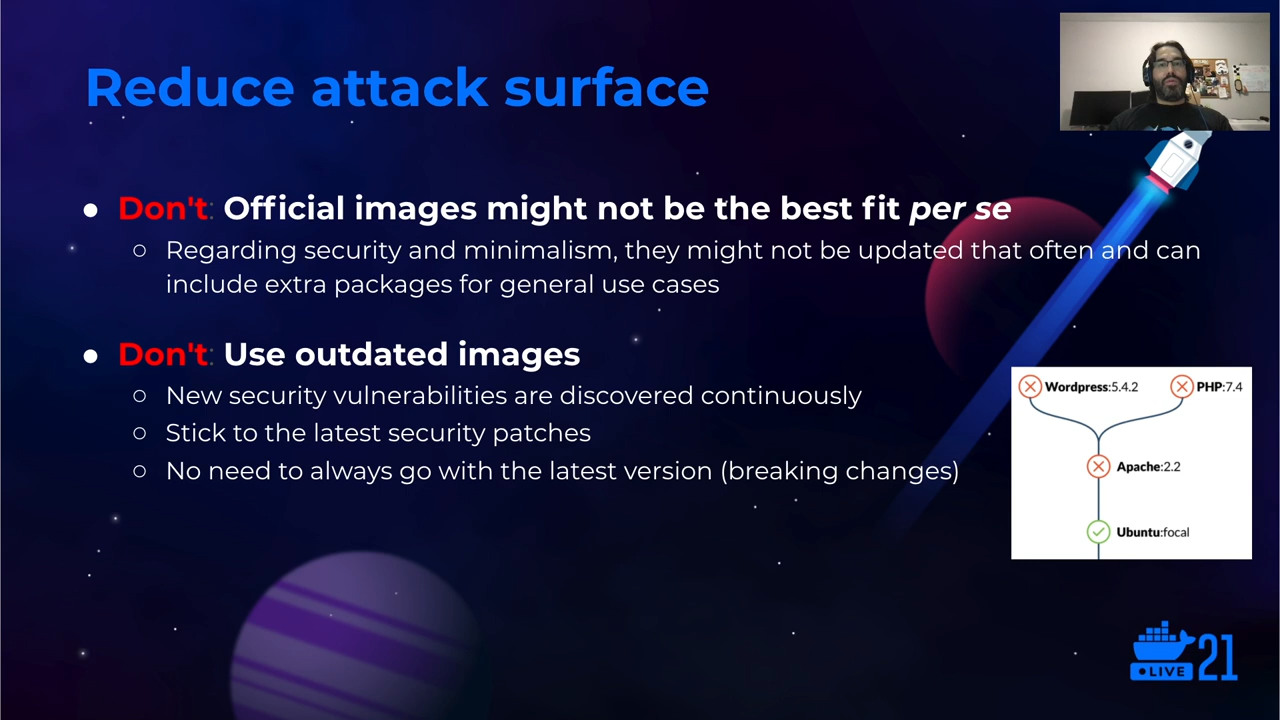 Reduce attack surface
● Don't: Official images might not be the best fit per se
○ Regarding security and minimalism, they might not be updated that often and can
include extra packages for general use cases
● Don't: Use outdated images
○ New security vulnerabilities are discovered continuously
○ Stick to the latest security patches
○ No need to always go with the latest version (breaking changes)
Wordpress:5.4.2 PHP:7.4
Apache:2.2
Ubuntu:focal
LIVE 21